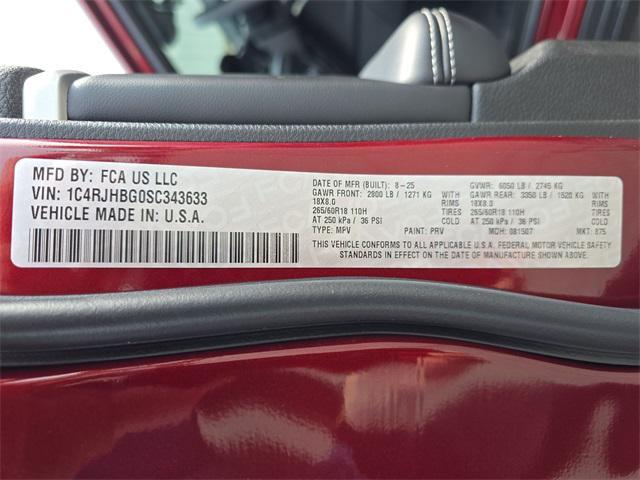 MFD BY: FCA US LLC
VIN: 1C4RJHBG0SC343633
VEHICLE MADE IN: U.S.A.
DATE OF MFR (BUILT): 8-25 GVWR: 6050 LB / 2745 KG
GAWR FRONT: 2800 LB / 1271 KG GAWR REAR: 3350 LB / 1520 KG
18X8.0 RIMS 18X8.0 RIMS
265/60R18 110H TIRES 265/60R18 110H TIRES
AT 250 kPa / 36 PSI COLD AT 250 kPa / 36 PSI COLD
TYPE: MPV PAINT: PRV MDH: 081507 MKT: 875
THIS VEHICLE CONFORMS TO ALL APPLICABLE U.S.A. FEDERAL MOTOR VEHICLE SAFETY
STANDARDS IN EFFECT ON THE DATE OF MANUFACTURE SHOWN ABOVE.